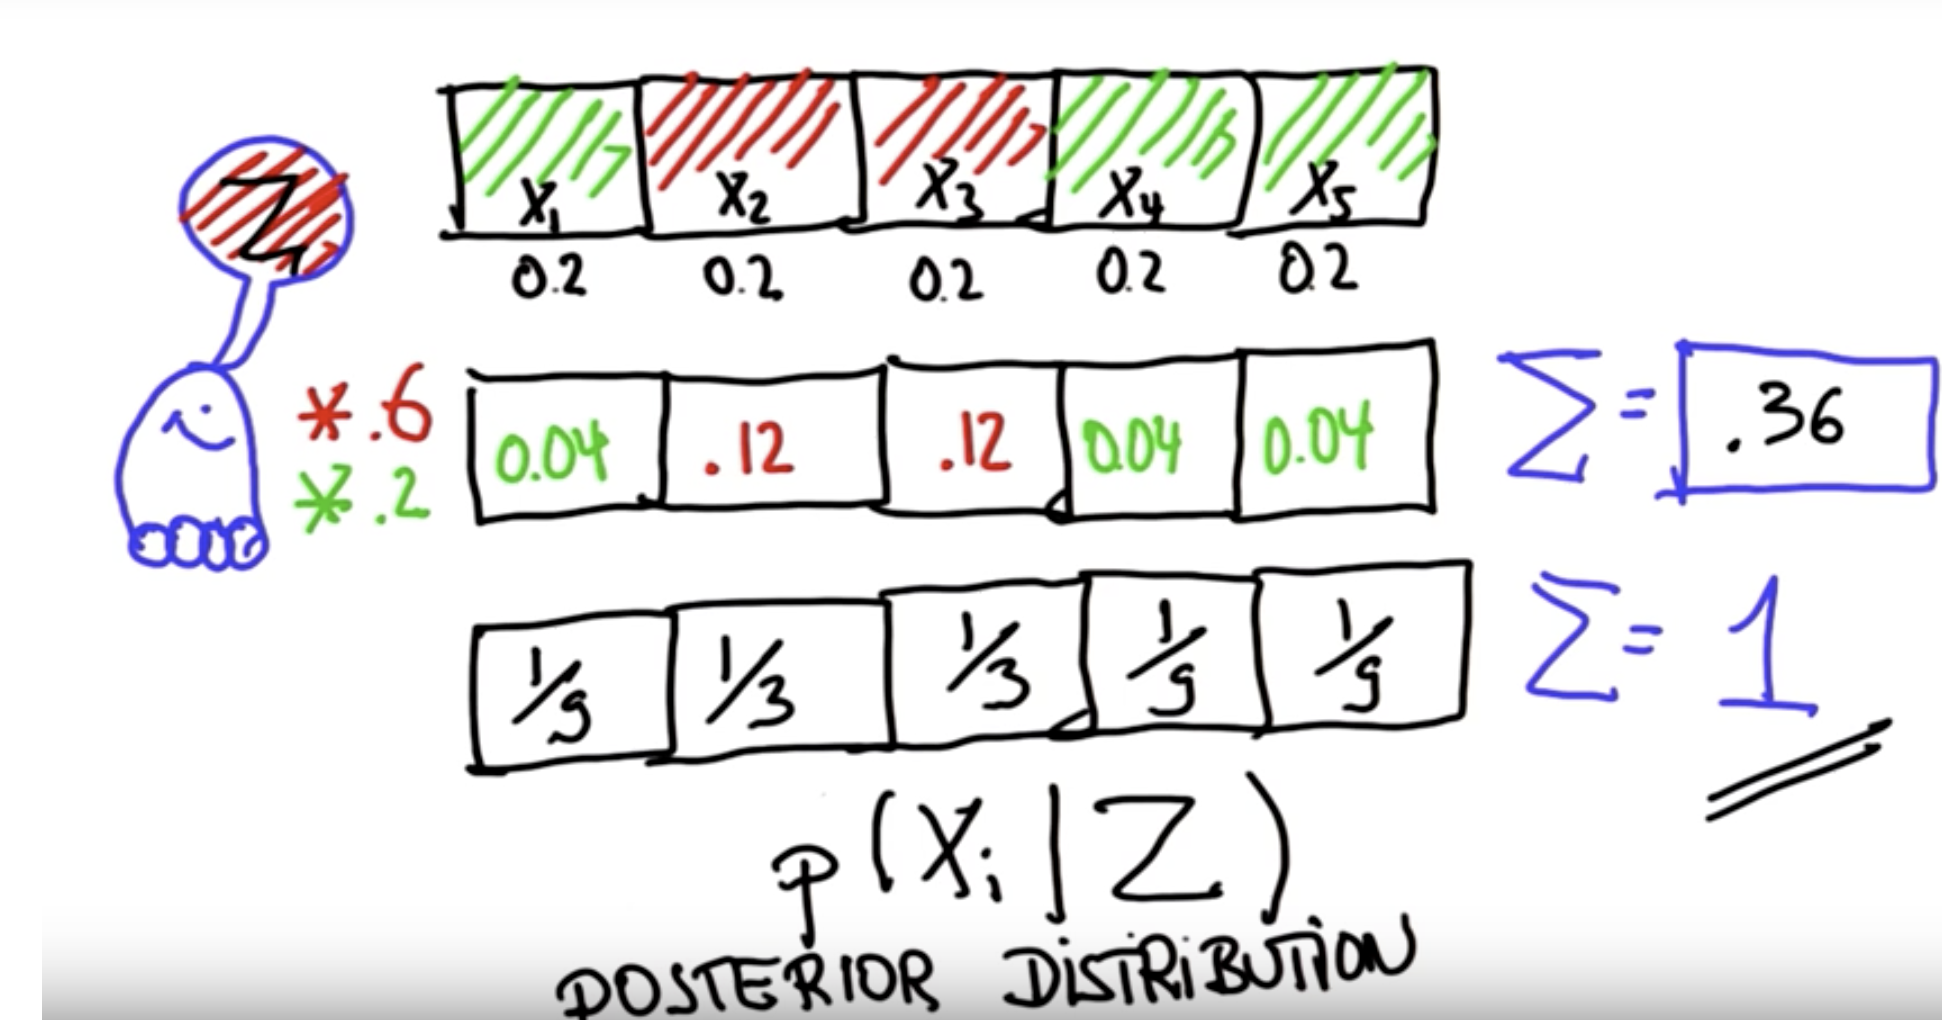 X1 X2 X3 X4 X5
Z
0.2 0.2 0.2 0.2 0.2
*.6
*.2
0.04 .12 .12 0.04 0.04 Σ= .36
1/9 1/3 1/3 1/9 1/9 Σ= 1
p(Xi|Z)
POSTERIOR DISTRIBUTION